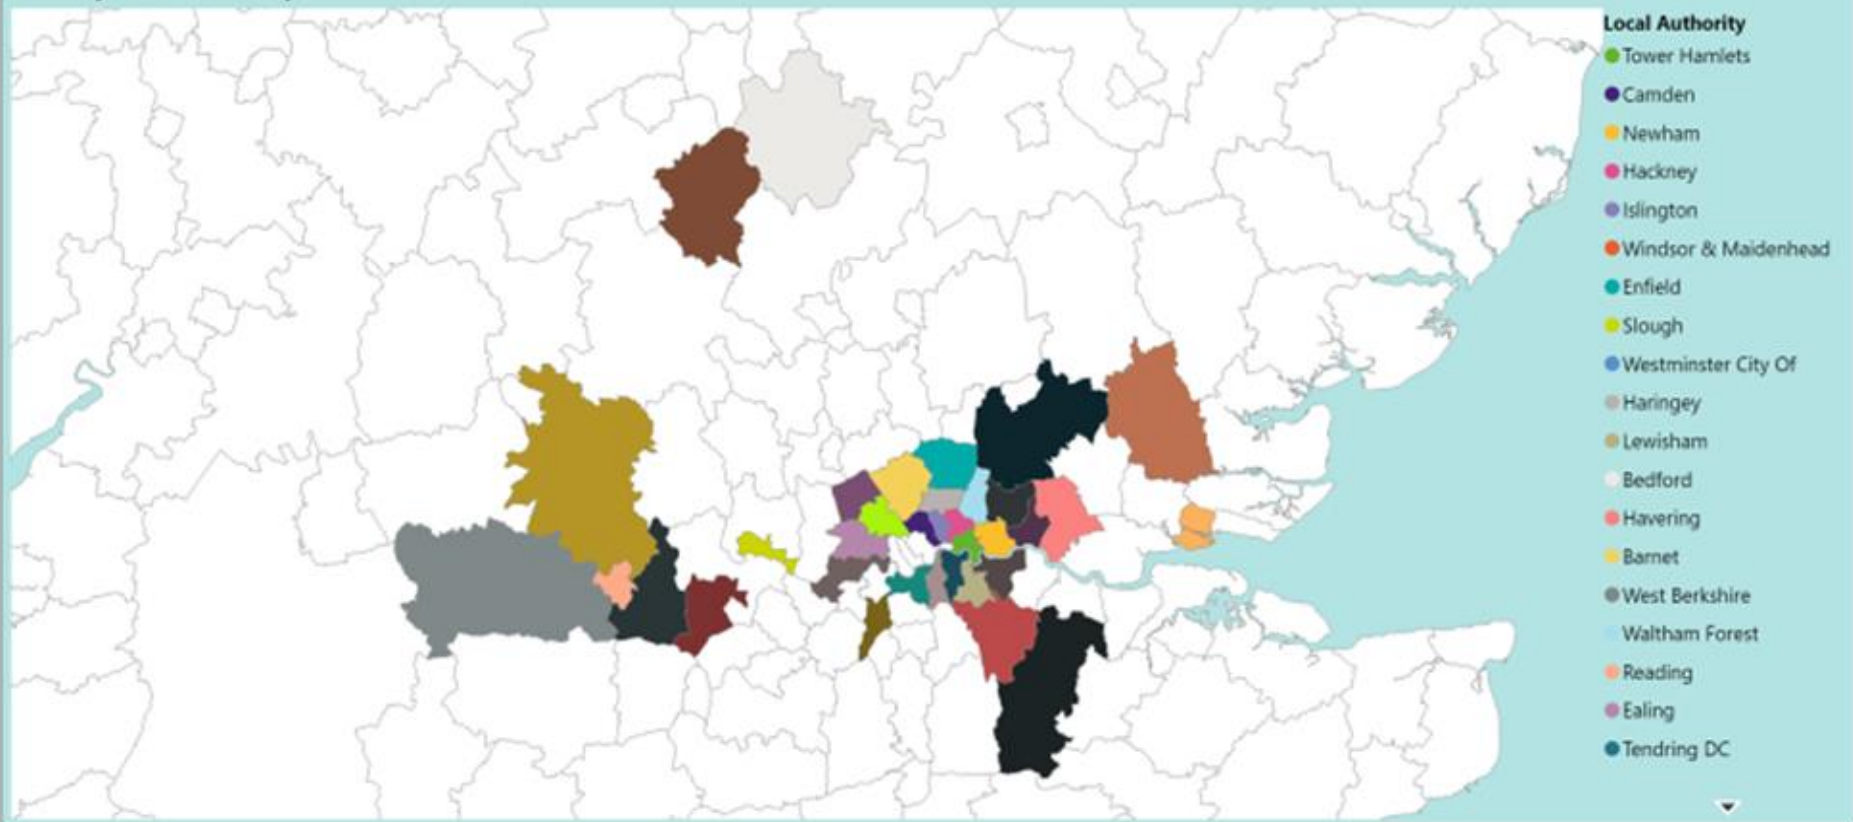 Local Authority
Tower Hamlets
Camden
Newham
Hackney
Islington
Windsor & Maidenhead
Enfield
Slough
Westminster City Of
Haringey
Lewisham
Bedford
Havering
Barnet
West Berkshire
Waltham Forest
Reading
Ealing
Tendring DC